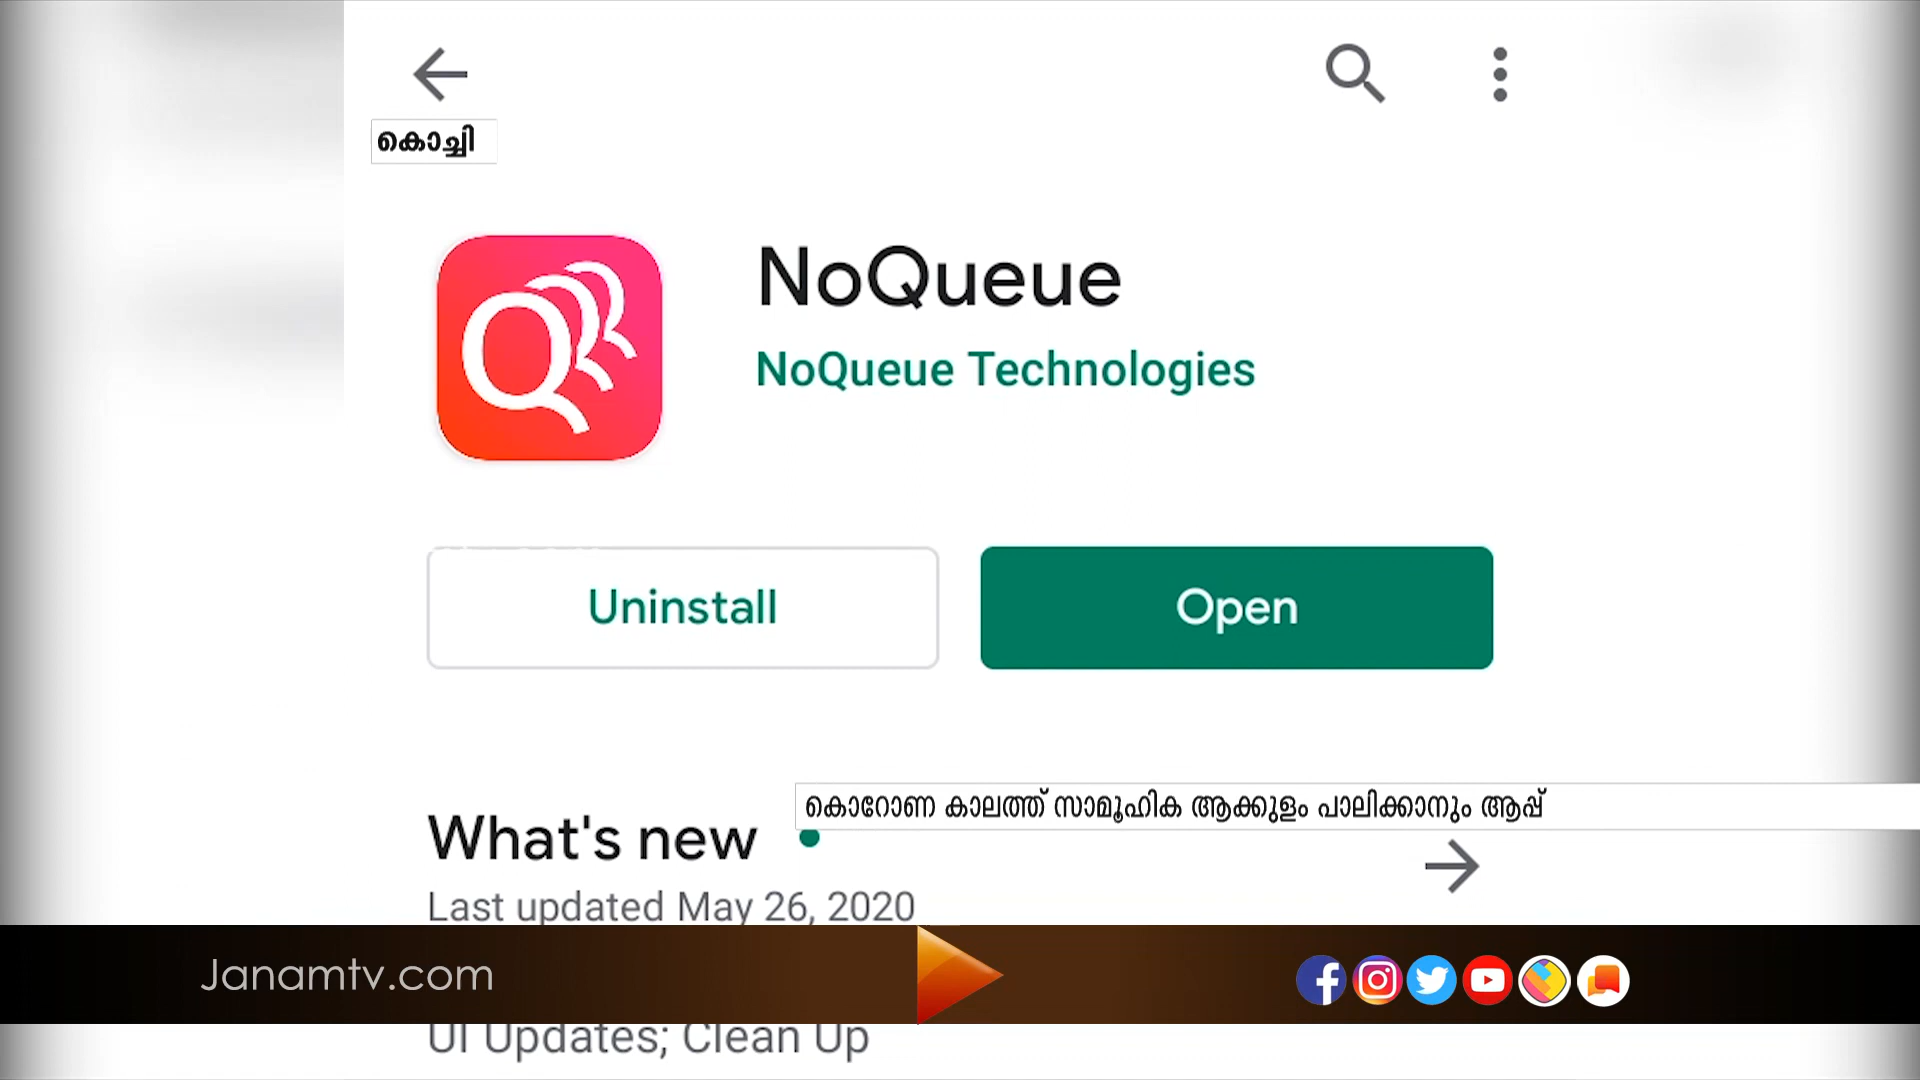 കൊച്ചി
NoQueue
NoQueue Technologies
Uninstall
Open
കൊറോണ കാലത്ത് സാമൂഹിക ആക്കുളം പാലിക്കാനും ആപ്പ്
What's new
Last updated May 26, 2020
Janamtv.com
UI Updates; Clean Up